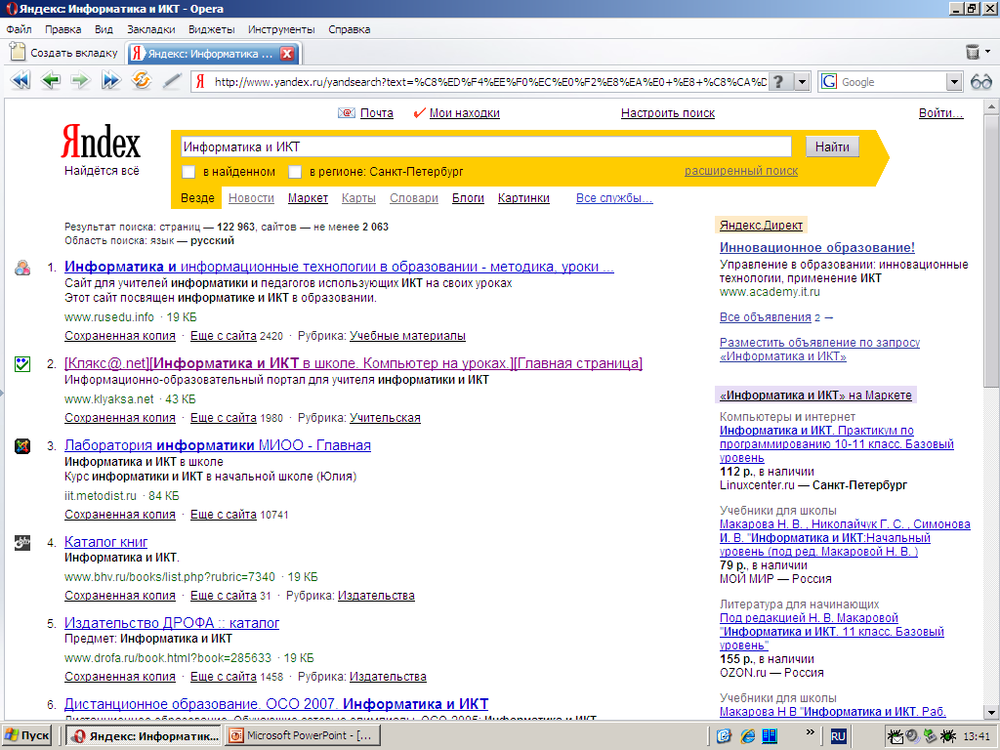 Яндекс: Информатика и ИКТ - Opera
Файл Правка Вид Закладки Виджеты Инструменты Справка
Создать вкладку Яндекс: Информатика ...
http://www.yandex.ru/yandsearch?text=%C8%ED%F4%EE%F0%EC%E0%F2%E8%EA%E0+%E8+%C8%CA%D ? Google
Почта Мои находки Настроить поиск Войти...
Яndex
Найдётся всё
Информатика и ИКТ Найти
в найденном в регионе: Санкт-Петербург расширенный поиск
Везде Новости Маркет Карты Словари Блоги Картинки Все службы...
Результат поиска: страниц — 122 963, сайтов — не менее 2 063
Область поиска: язык — русский
1. Информатика и информационные технологии в образовании - методика, уроки ...
Сайт для учителей информатики и педагогов использующих ИКТ на своих уроках
Этот сайт посвящен информатике и ИКТ в образовании.
www.rusedu.info · 19 КБ
Сохраненная копия · Еще с сайта 2420 · Рубрика: Учебные материалы
2. [Клякс@.net][Информатика и ИКТ в школе. Компьютер на уроках.][Главная страница]
Информационно-образовательный портал для учителя информатики и ИКТ
www.klyaksa.net · 43 КБ
Сохраненная копия · Еще с сайта 1980 · Рубрика: Учительская
3. Лаборатория информатики МИОО - Главная
Информатика и ИКТ в школе
Курс информатики и ИКТ в начальной школе (Юлия)
iit.metodist.ru · 84 КБ
Сохраненная копия · Еще с сайта 10741
4. Каталог книг
Информатика и ИКТ.
www.bhv.ru/books/list.php?rubric=7340 · 19 КБ
Сохраненная копия · Еще с сайта 31 · Рубрика: Издательства
5. Издательство ДРОФА :: каталог
Предмет: Информатика и ИКТ
www.drofa.ru/book.html?book=285633 · 19 КБ
Сохраненная копия · Еще с сайта 1458 · Рубрика: Издательства
6. Дистанционное образование. ОСО 2007. Информатика и ИКТ
Дистанционное образование. Обучающие сетевые олимпиады. ОСО 2005: Информатика и ИКТ
Яндекс.Директ
Инновационное образование!
Управление в образовании: инновационные
технологии, применение ИКТ
www.academy.it.ru
Все объявления 2 →
Разместить объявление по запросу
«Информатика и ИКТ»
«Информатика и ИКТ» на Маркете
Компьютеры и интернет
Информатика и ИКТ. Практикум по
программированию 10-11 класс. Базовый
уровень
112 р., в наличии
Linuxcenter.ru — Санкт-Петербург
Учебники для школы
Макарова Н. В. , Николайчук Г. С. , Симонова
И. В. "Информатика и ИКТ:Начальный
уровень (под ред. Макаровой Н. В. )
79 р., в наличии
МОЙ МИР — Россия
Литература для начинающих
Под редакцией Н. В. Макаровой
"Информатика и ИКТ. 11 класс. Базовый
уровень"
155 р., в наличии
OZON.ru — Россия
Учебники для школы
Макарова Н В "Информатика и ИКТ. Раб.
Пуск Яндекс: Информатик... Microsoft PowerPoint - [... » RU 13:41